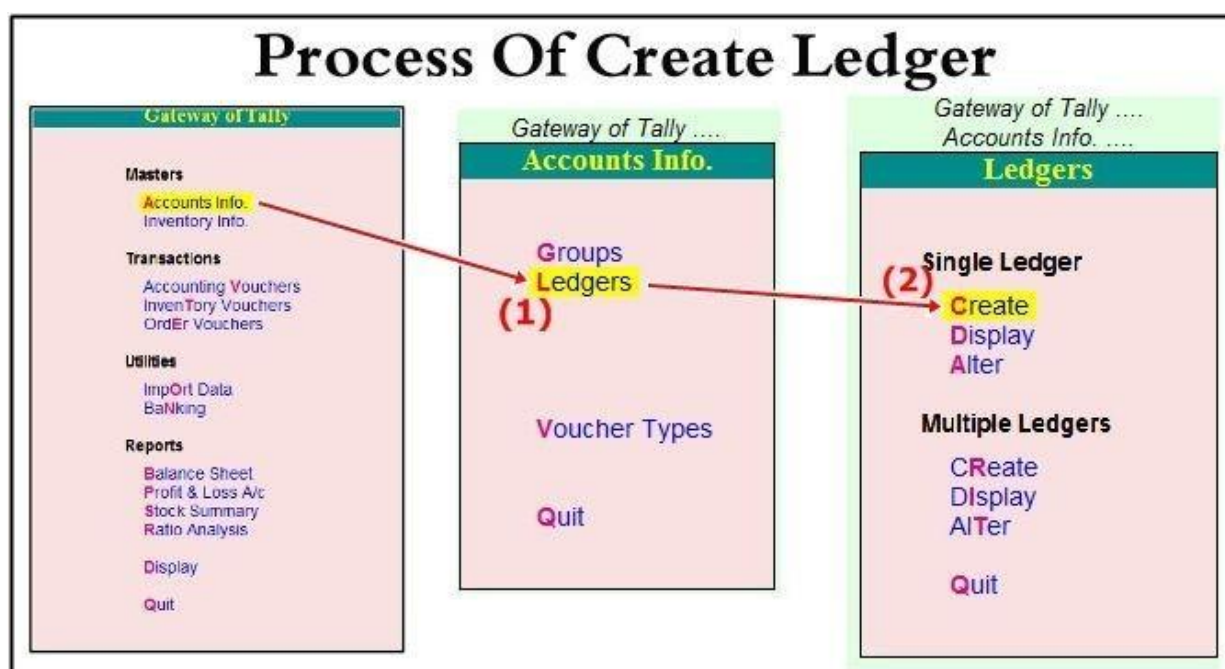 Process Of Create Ledger
Gateway of Tally
Masters
Accounts Info.
Inventory Info.
Transactions
Accounting Vouchers
InvenTory Vouchers
OrdEr Vouchers
Utilities
ImpOrt Data
BaNking
Reports
Balance Sheet
Profit & Loss A/c
Stock Summary
Ratio Analysis
Display
Quit
Gateway of Tally ....
Accounts Info.
Groups
Ledgers
(1)
Voucher Types
Quit
Gateway of Tally ....
Accounts Info. ....
Ledgers
Single Ledger
(2)
Create
Display
Alter
Multiple Ledgers
CReate
DIsplay
AlTer
Quit